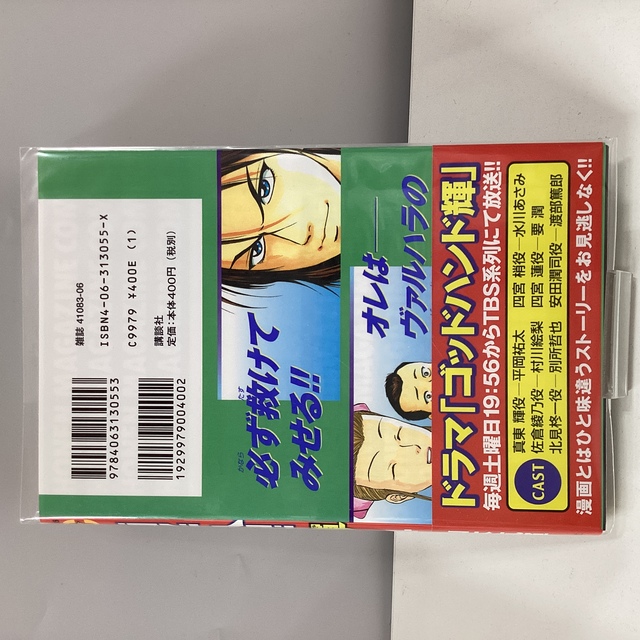 9784063130553
1929979004002
雑誌 41083-06
ISBN4-06-313055-X
C9979 ¥400E (1)
講談社
定価:本体400円(税別)
必ず救けて
かなら
たす
みせる!!
オレは──
ヴァルハラの
ドラマ「ゴッドハンド輝」
毎週土曜日19:56からTBS系列にて放送!!
CAST
真東 輝役─平岡祐太
四宮 梢役─水川あさみ
佐倉綾乃役─村川絵梨
四宮 蓮役─要 潤
北見柊一役─別所哲也
安田潤司役─渡部篤郎
漫画とはひと味違うストーリーをお見逃しなく!!